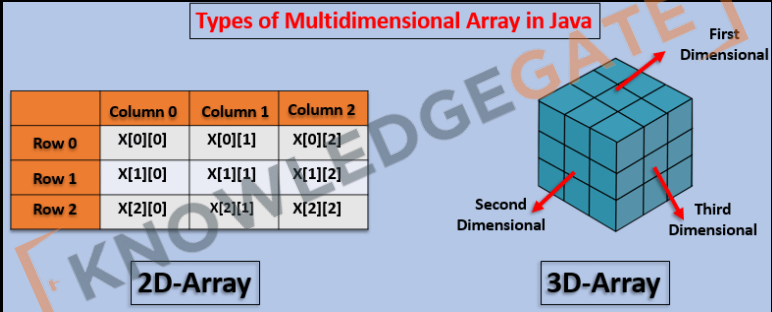 Types of Multidimensional Array in Java
Column 0 Column 1 Column 2
Row 0 X[0][0] X[0][1] X[0][2]
Row 1 X[1][0] X[1][1] X[1][2]
Row 2 X[2][0] X[2][1] X[2][2]
2D-Array
First
Dimensional
Second
Dimensional
Third
Dimensional
3D-Array
KNOWLEDGEGATE